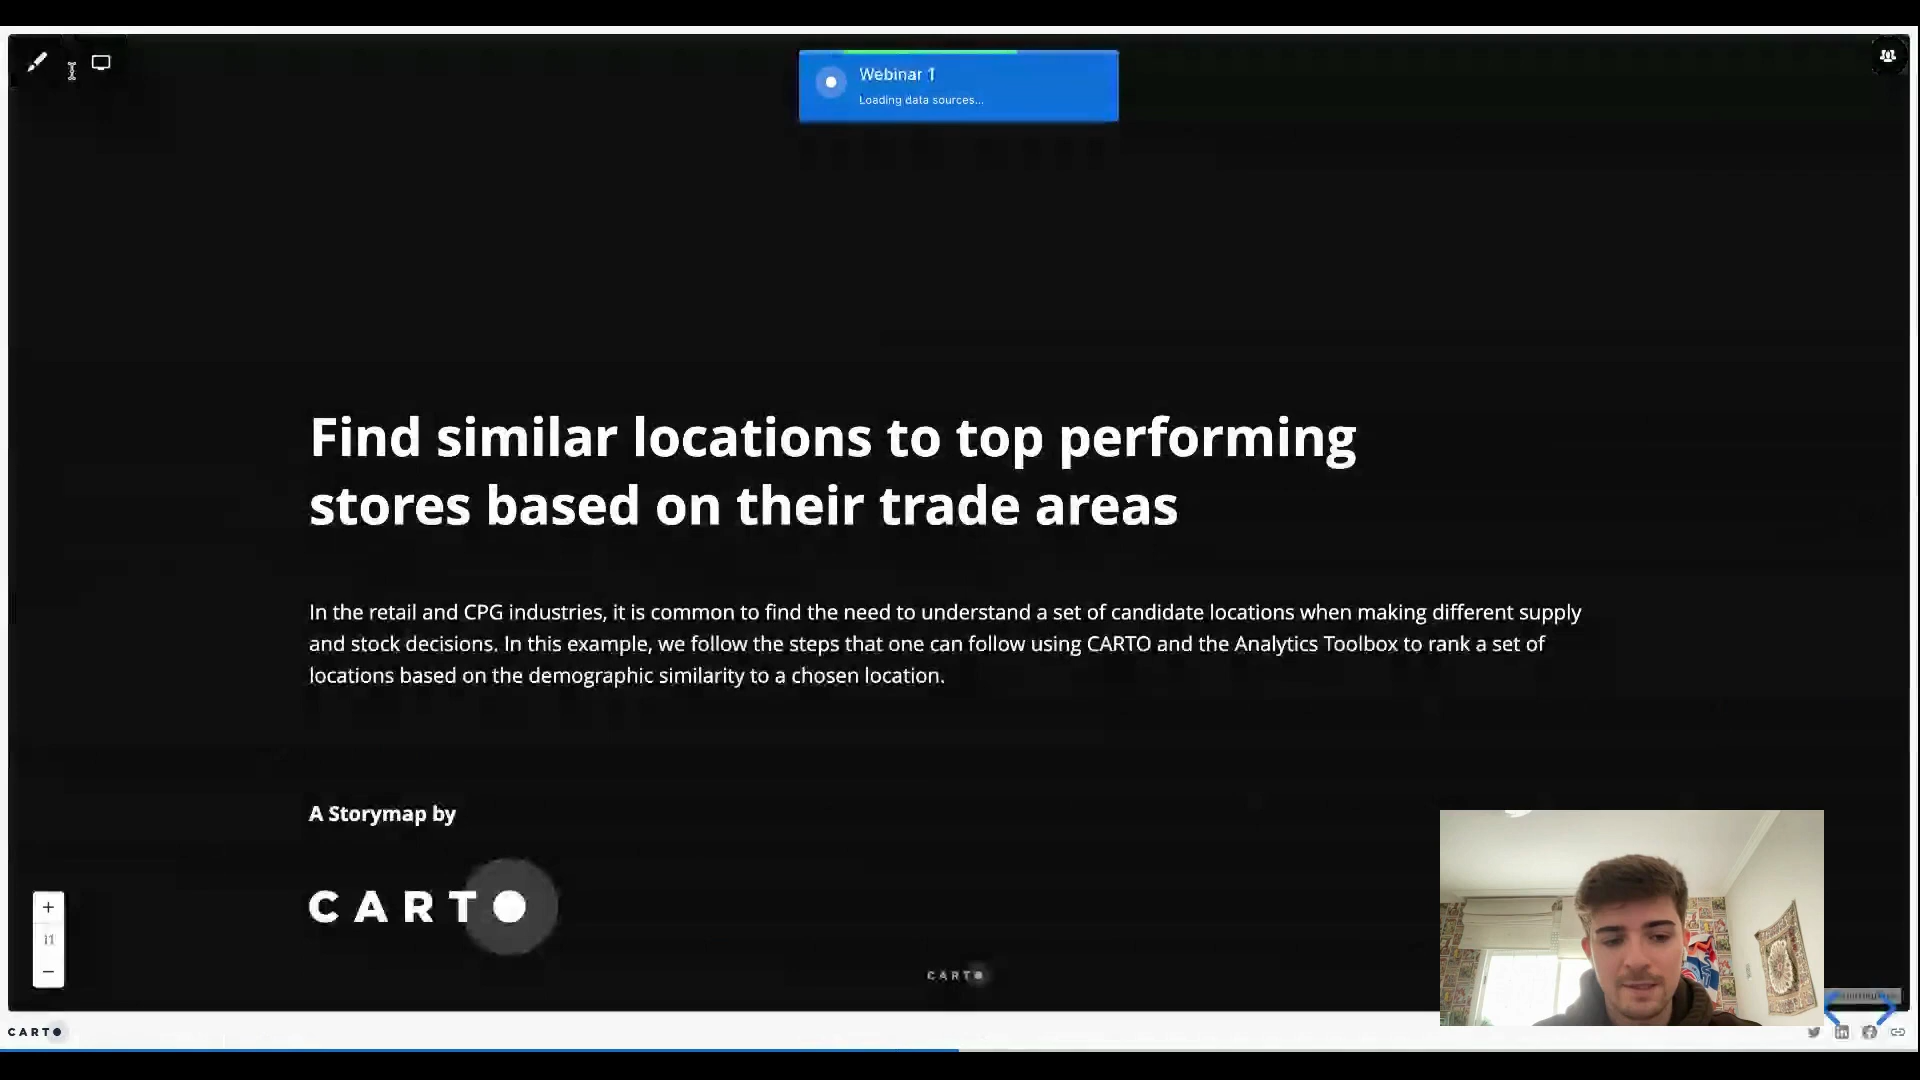 Webinar 1
Loading data sources...
Find similar locations to top performing
stores based on their trade areas
In the retail and CPG industries, it is common to find the need to understand a set of candidate locations when making different supply
and stock decisions. In this example, we follow the steps that one can follow using CARTO and the Analytics Toolbox to rank a set of
locations based on the demographic similarity to a chosen location.
A Storymap by
CARTO
+
11
−
CARTO
CARTO